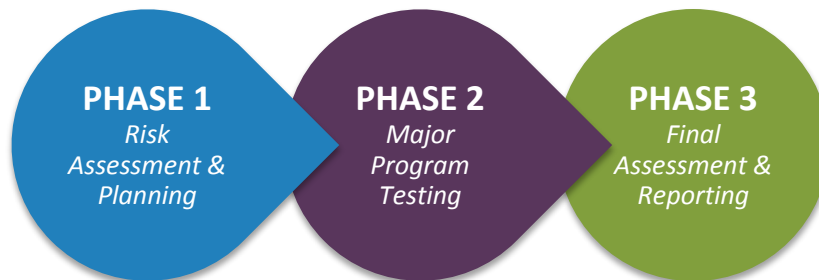 PHASE 1
Risk
Assessment &
Planning
PHASE 2
Major
Program
Testing
PHASE 3
Final
Assessment &
Reporting